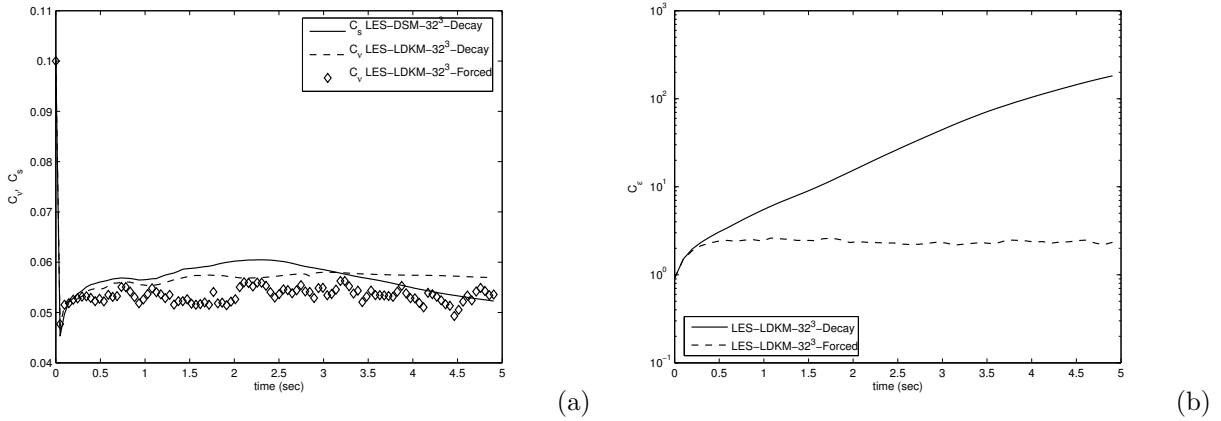 C_s LES−DSM−32^3−Decay
C_ν LES−LDKM−32^3−Decay
C_ν LES−LDKM−32^3−Forced
0.11
0.1
0.09
0.08
0.07
0.06
0.05
0.04
C_ν, C_s
0 0.5 1 1.5 2 2.5 3 3.5 4 4.5 5
time (sec)
(a)
10^3
10^2
10^1
10^0
10^−1
C_ε
LES−LDKM−32^3−Decay
LES−LDKM−32^3−Forced
0 0.5 1 1.5 2 2.5 3 3.5 4 4.5 5
time (sec)
(b)